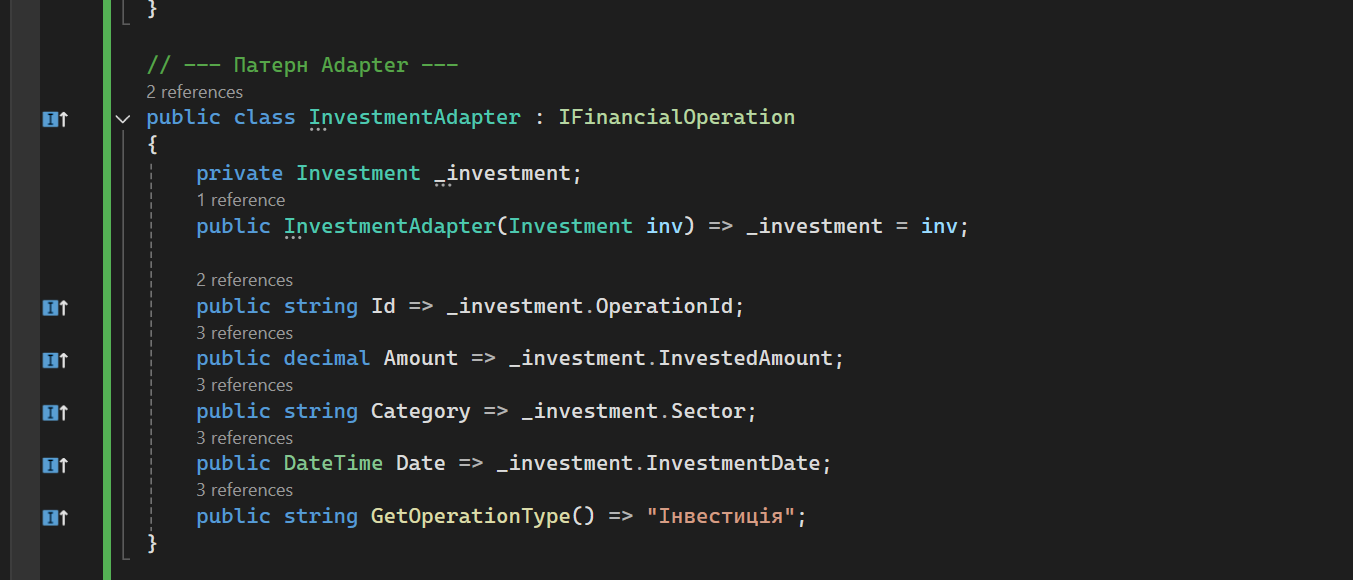 }
// --- Патерн Adapter ---
2 references
public class InvestmentAdapter : IFinancialOperation
{
private Investment _investment;
1 reference
public InvestmentAdapter(Investment inv) => _investment = inv;
2 references
public string Id => _investment.OperationId;
3 references
public decimal Amount => _investment.InvestedAmount;
3 references
public string Category => _investment.Sector;
3 references
public DateTime Date => _investment.InvestmentDate;
3 references
public string GetOperationType() => "Інвестиція";
}